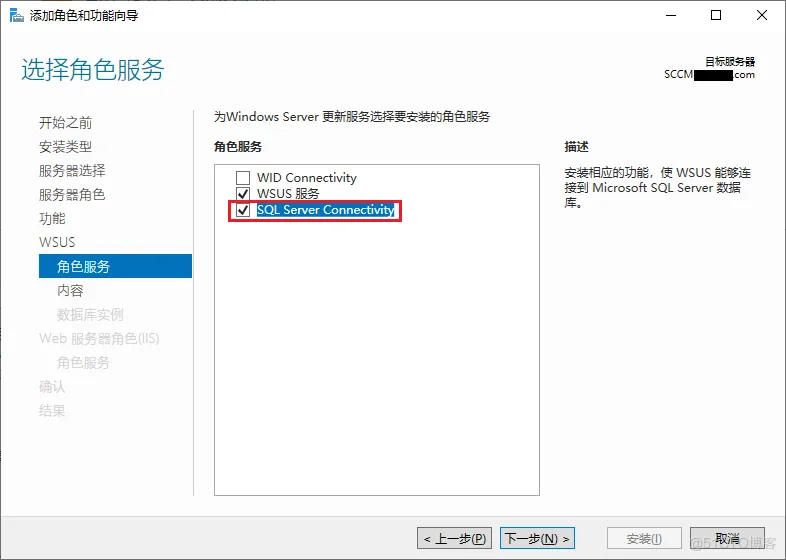 添加角色和功能向导
选择角色服务
目标服务器
SCCM
.com
开始之前
安装类型
服务器选择
服务器角色
功能
WSUS
角色服务
内容
数据库实例
Web 服务器角色(IIS)
角色服务
确认
结果
为Windows Server 更新服务选择要安装的角色服务
角色服务
WID Connectivity
WSUS 服务
SQL Server Connectivity
描述
安装相应的功能，使 WSUS 能够连
接到 Microsoft SQL Server 数据
库。
< 上一步(P)
下一步(N) >
安装(I)
取消
@51CTO博客